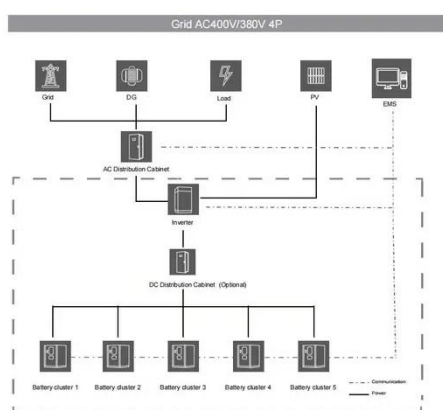 Grid AC400V/380V 4P
Grid
DG
Load
PV
EMS
AC Distribution Cabinet
Inverter
DC Distribution Cabinet (Optional)
Battery cluster 1
Battery cluster 2
Battery cluster 3
Battery cluster 4
Battery cluster 5
Communication
Power